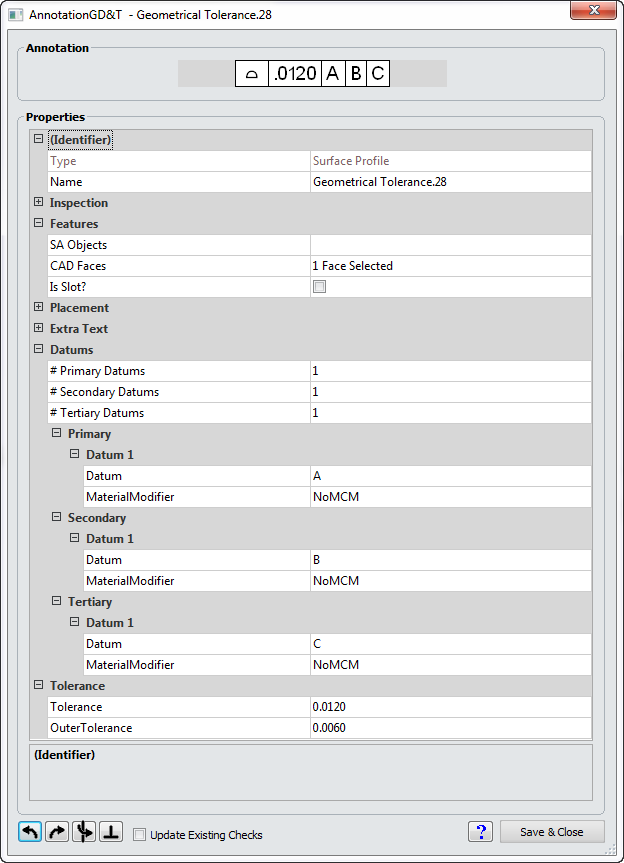 AnnotationGD&T - Geometrical Tolerance.28
Annotation
⌓ .0120 A B C
Properties
(Identifier)
Type Surface Profile
Name Geometrical Tolerance.28
Inspection
Features
SA Objects
CAD Faces 1 Face Selected
Is Slot?
Placement
Extra Text
Datums
# Primary Datums 1
# Secondary Datums 1
# Tertiary Datums 1
Primary
Datum 1
Datum A
MaterialModifier NoMCM
Secondary
Datum 1
Datum B
MaterialModifier NoMCM
Tertiary
Datum 1
Datum C
MaterialModifier NoMCM
Tolerance
Tolerance 0.0120
OuterTolerance 0.0060
(Identifier)
Update Existing Checks ? Save & Close